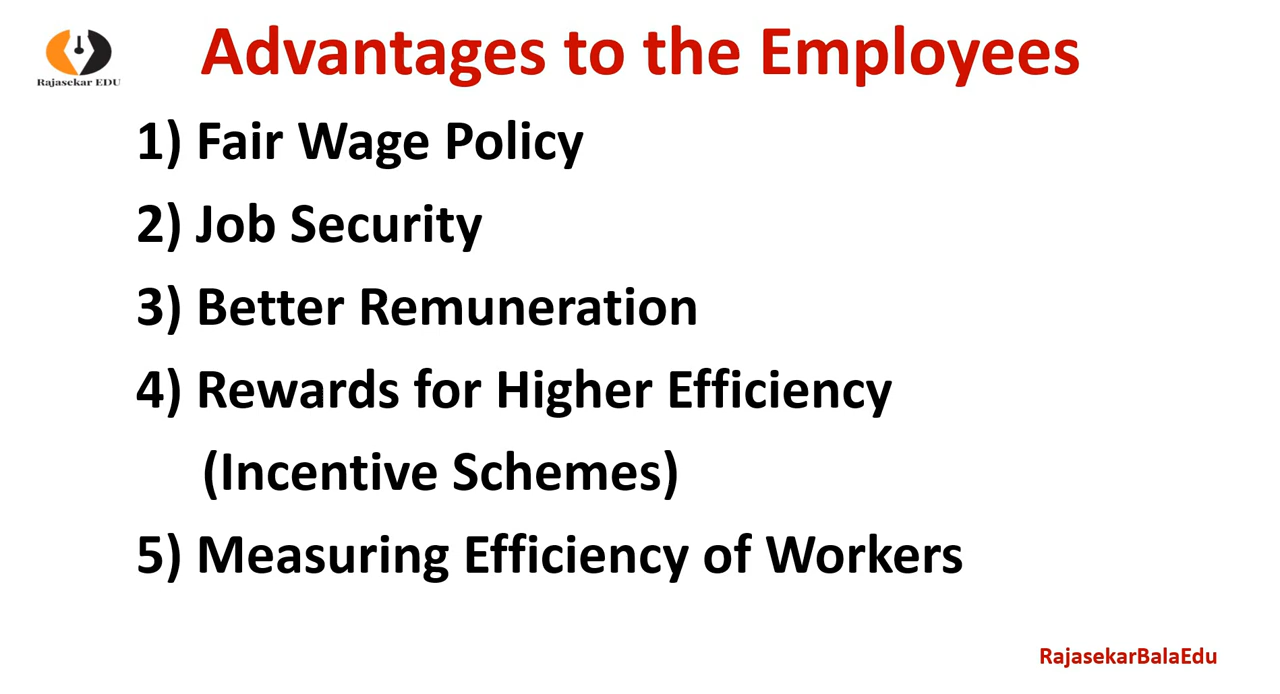 Rajasekar EDU
Advantages to the Employees
1) Fair Wage Policy
2) Job Security
3) Better Remuneration
4) Rewards for Higher Efficiency
(Incentive Schemes)
5) Measuring Efficiency of Workers
RajasekarBalaEdu